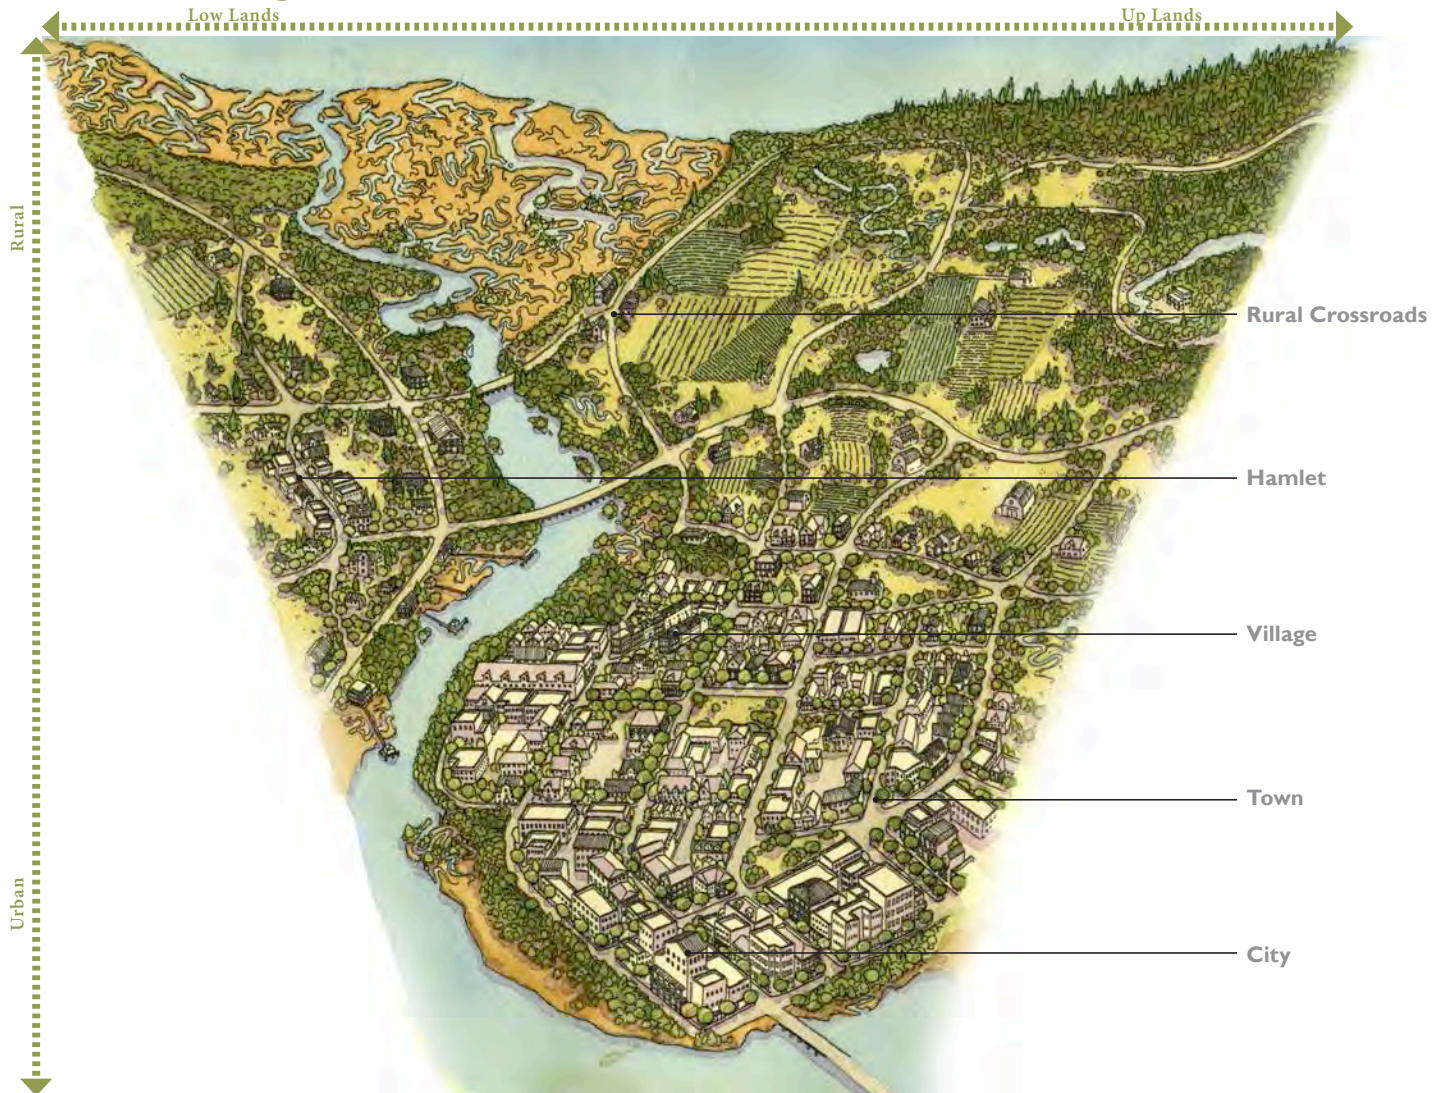 Low Lands
Up Lands
Rural
Urban
Rural Crossroads
Hamlet
Village
Town
City